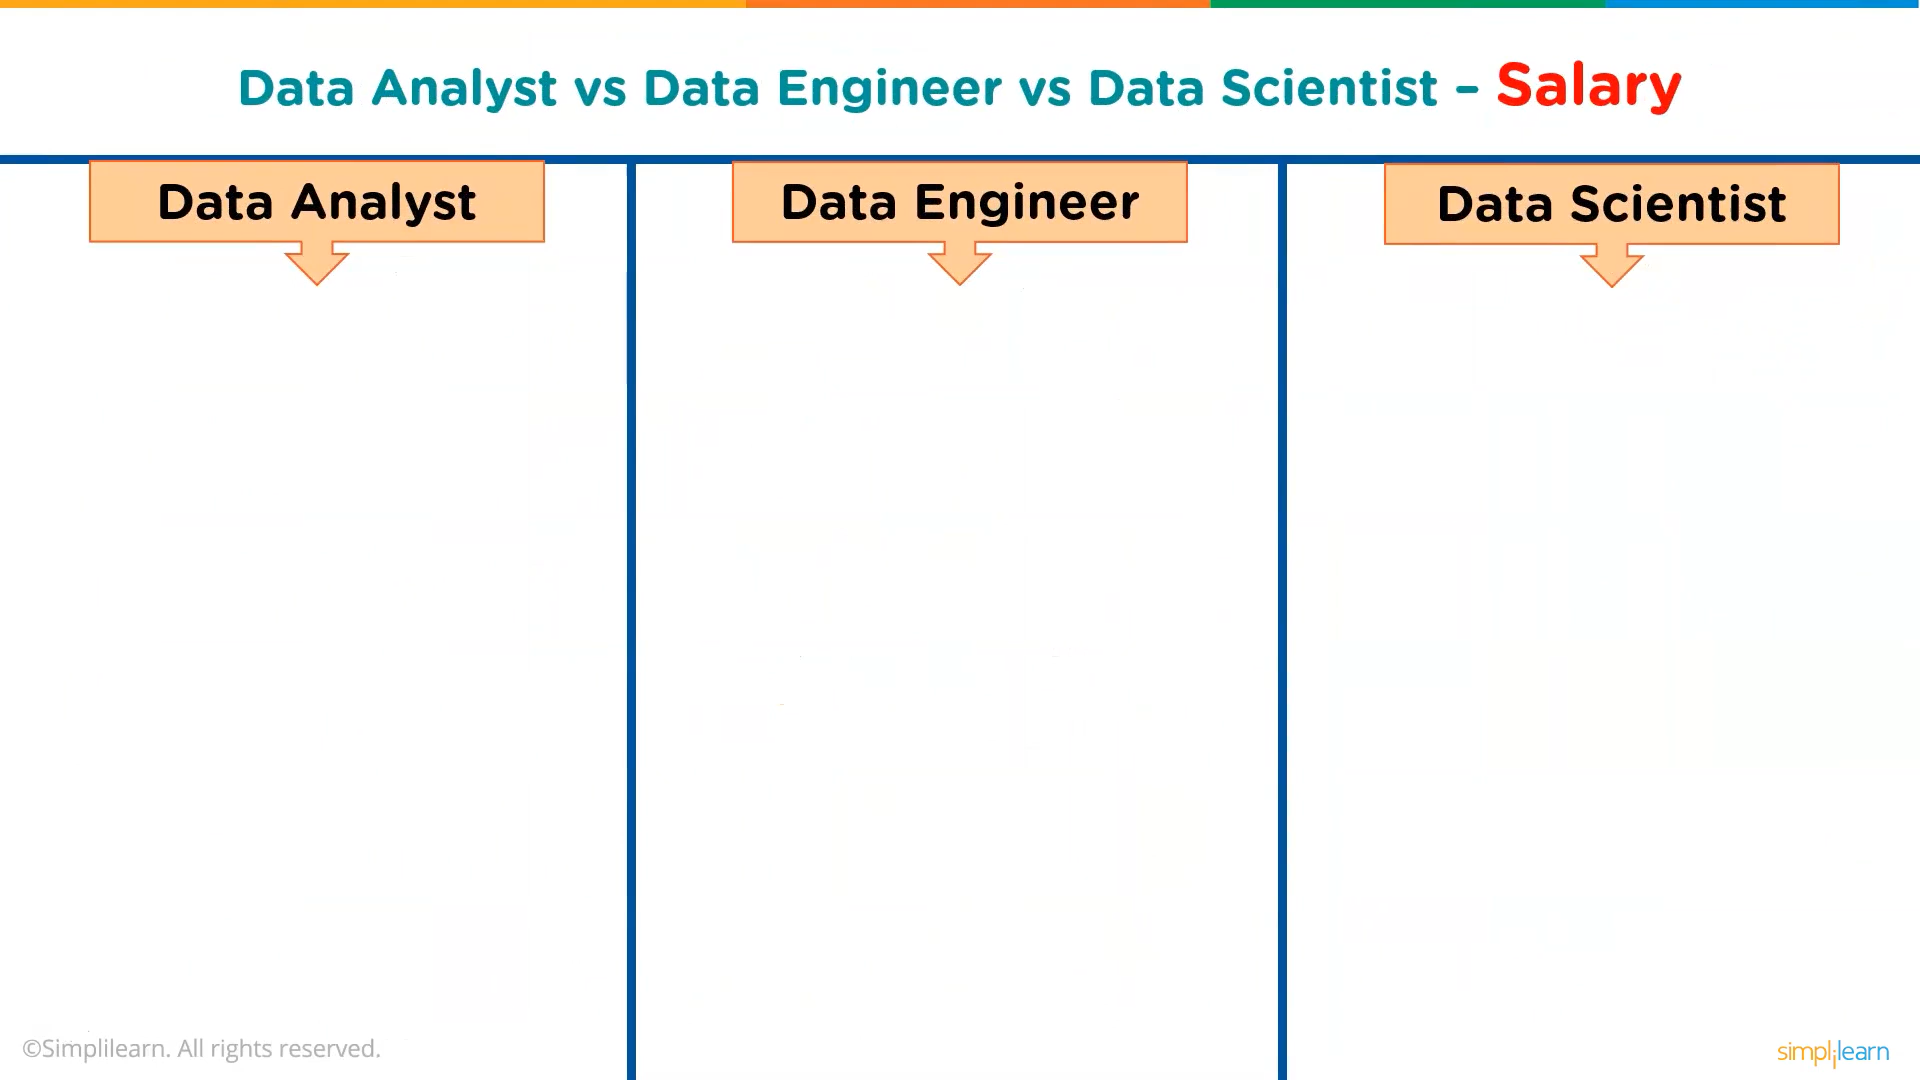 Data Analyst vs Data Engineer vs Data Scientist – Salary
Data Analyst
Data Engineer
Data Scientist
©Simplilearn. All rights reserved.
simplilearn